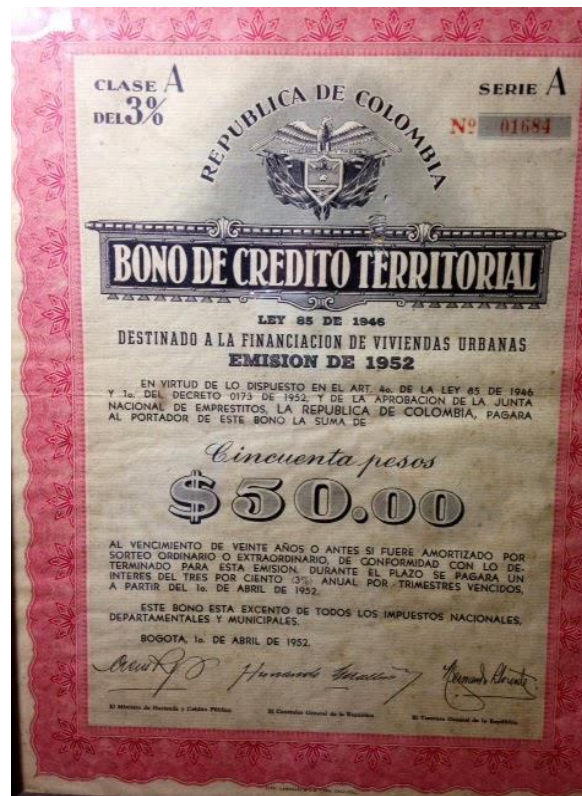 CLASE A
DEL 3%
SERIE A
Nº 01684
REPUBLICA DE COLOMBIA
BONO DE CREDITO TERRITORIAL
LEY 85 DE 1946
DESTINADO A LA FINANCIACION DE VIVIENDAS URBANAS
EMISION DE 1952
EN VIRTUD DE LO DISPUESTO EN EL ART. 4o. DE LA LEY 85 DE 1946
Y 1o. DEL DECRETO 0173 DE 1952, Y DE LA APROBACION DE LA JUNTA
NACIONAL DE EMPRESTITOS, LA REPUBLICA DE COLOMBIA, PAGARA
AL PORTADOR DE ESTE BONO LA SUMA DE
Cincuenta pesos
$50.00
AL VENCIMIENTO DE VEINTE AÑOS O ANTES SI FUERE AMORTIZADO POR
SORTEO ORDINARIO O EXTRAORDINARIO, DE CONFORMIDAD CON LO DE-
TERMINADO PARA ESTA EMISION. DURANTE EL PLAZO SE PAGARA UN
INTERES DEL TRES POR CIENTO (3%) ANUAL POR TRIMESTRES VENCIDOS,
A PARTIR DEL 1o. DE ABRIL DE 1952.
ESTE BONO ESTA EXCENTO DE TODOS LOS IMPUESTOS NACIONALES,
DEPARTAMENTALES Y MUNICIPALES.
BOGOTA, 1o. DE ABRIL DE 1952.
El Ministro de Hacienda y Crédito Público
El Contralor General de la República
El Tesorero General de la República